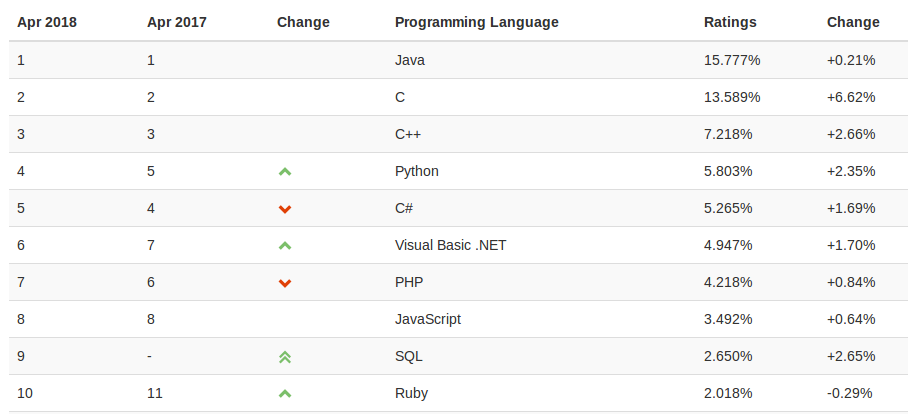 Apr 2018 Apr 2017 Change Programming Language Ratings Change
1 1 Java 15.777% +0.21%
2 2 C 13.589% +6.62%
3 3 C++ 7.218% +2.66%
4 5 Python 5.803% +2.35%
5 4 C# 5.265% +1.69%
6 7 Visual Basic .NET 4.947% +1.70%
7 6 PHP 4.218% +0.84%
8 8 JavaScript 3.492% +0.64%
9 - SQL 2.650% +2.65%
10 11 Ruby 2.018% -0.29%